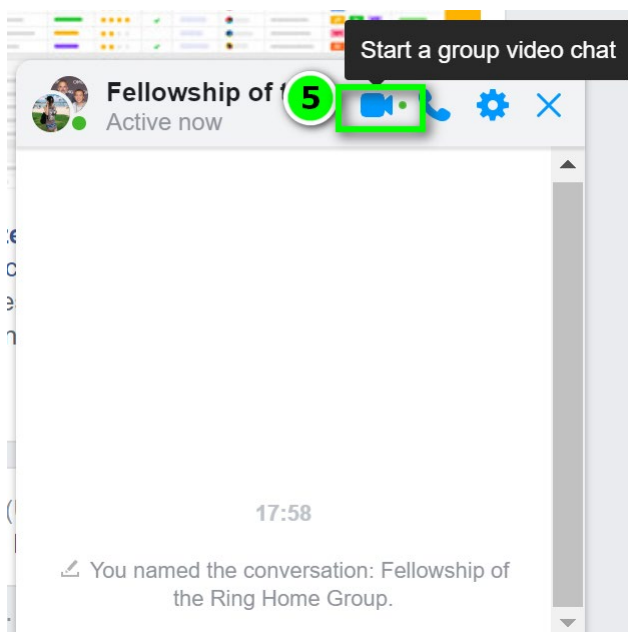 Start a group video chat
Fellowship of t
5
Active now
17:58
You named the conversation: Fellowship of
the Ring Home Group.